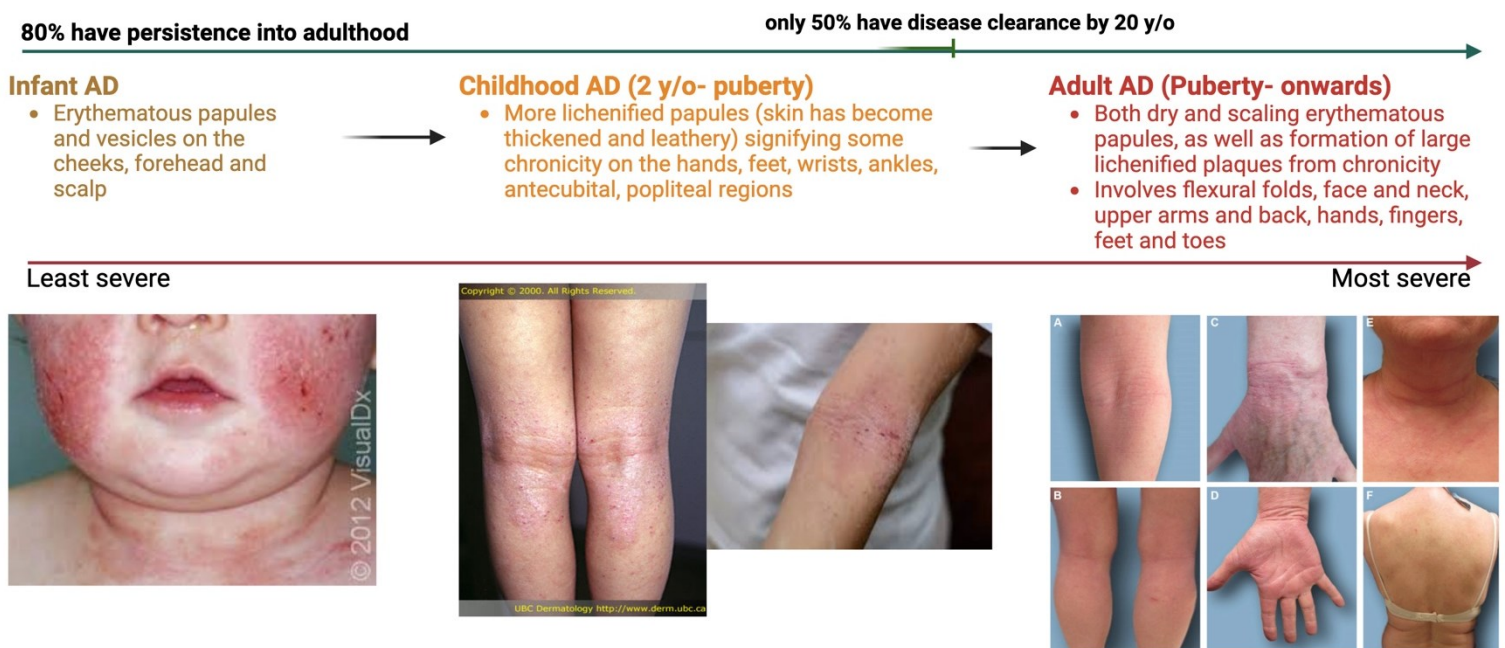 80% have persistence into adulthood
only 50% have disease clearance by 20 y/o
Infant AD
• Erythematous papules
and vesicles on the
cheeks, forehead and
scalp
Childhood AD (2 y/o- puberty)
• More lichenified papules (skin has become
thickened and leathery) signifying some
chronicity on the hands, feet, wrists, ankles,
antecubital, popliteal regions
Adult AD (Puberty- onwards)
• Both dry and scaling erythematous
papules, as well as formation of large
lichenified plaques from chronicity
• Involves flexural folds, face and neck,
upper arms and back, hands, fingers,
feet and toes
Least severe
Most severe
© 2012 VisualDx
Copyright © 2000. All Rights Reserved.
UBC Dermatology http://www.derm.ubc.ca
A
C
E
B
D
F